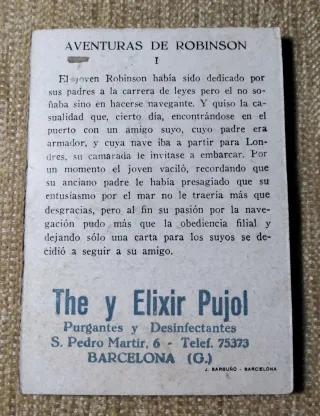 AVENTURAS DE ROBINSON
I
El joven Robinson había sido dedicado por
sus padres a la carrera de leyes pero el no so-
ñaba sino en hacerse navegante. Y quiso la ca-
sualidad que, cierto día, encontrándose en el
puerto con un amigo suyo, cuyo padre era
armador, y cuya nave iba a partir para Lon-
dres, su camarada le invitase a embarcar. Por
un momento el joven vaciló, recordando que
su anciano padre le había presagiado que su
entusiasmo por el mar no le traería más que
desgracias, pero al fin su pasión por la nave-
gación pudo más que la obediencia filial y
dejando sólo una carta para los suyos se de-
cidió a seguir a su amigo.
The y Elixir Pujol
Purgantes y Desinfectantes
S. Pedro Martir, 6 - Telef. 75373
BARCELONA (G.)
J. BARBUÑO - BARCELONA